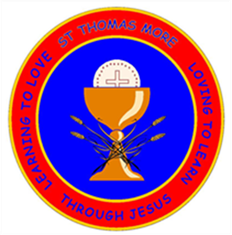 ST THOMAS MORE
LOVING TO LEARN
THROUGH JESUS
LEARNING TO LOVE